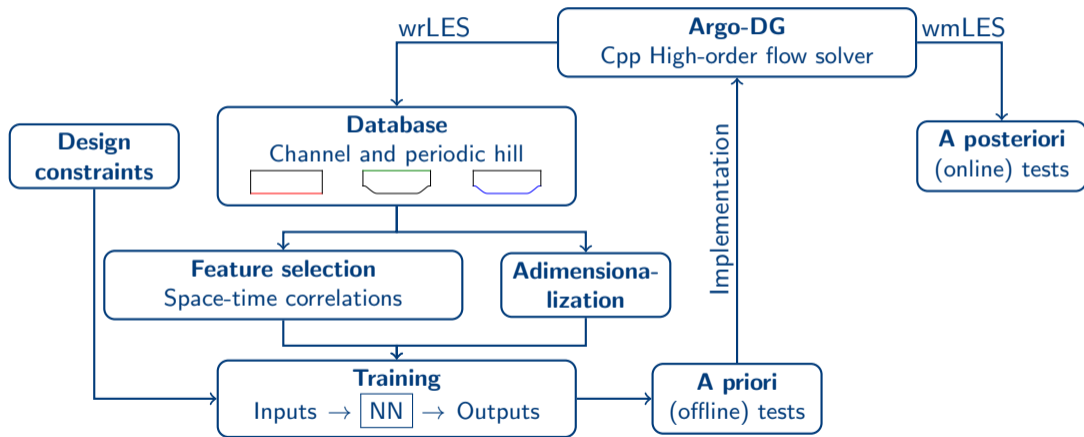 wrLES
Argo-DG
Cpp High-order flow solver
wmLES
Design
constraints
Database
Channel and periodic hill
A posteriori
(online) tests
Implementation
Feature selection
Space-time correlations
Adimensiona-
lization
Training
Inputs → NN → Outputs
A priori
(offline) tests